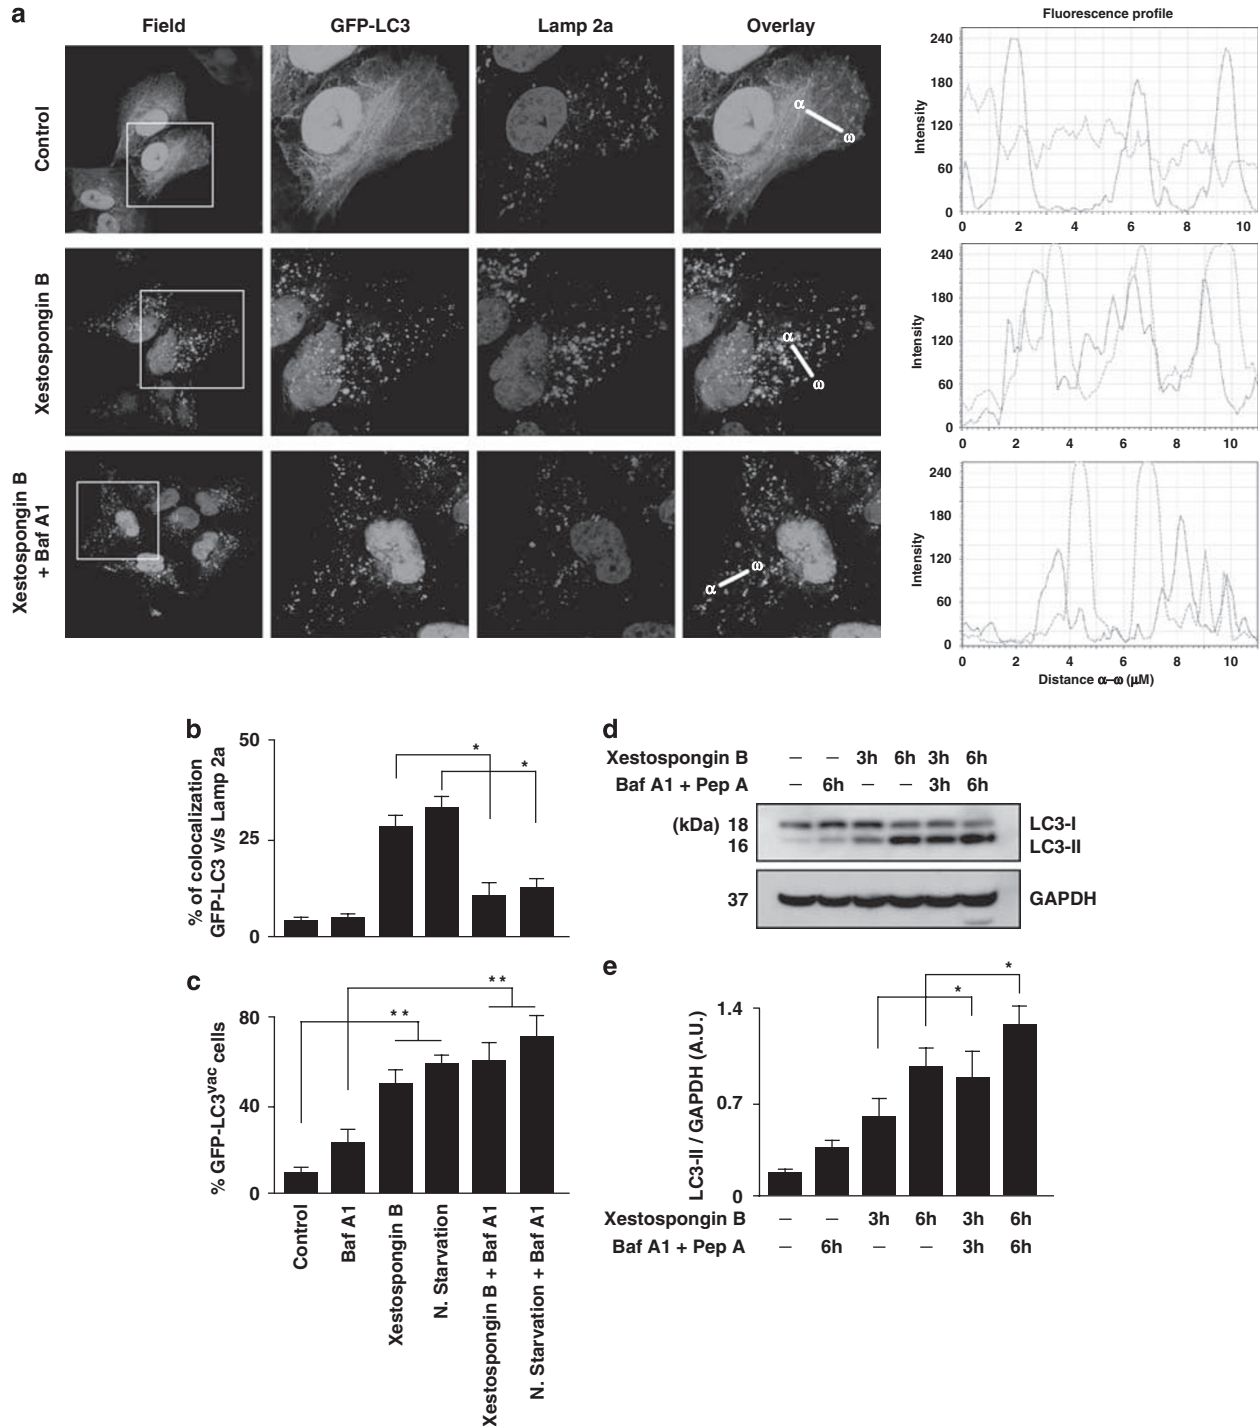 a
Field GFP-LC3 Lamp 2a Overlay
Fluorescence profile
Control
α
ω
Intensity
240
180
120
60
0
0 2 4 6 8 10
Xestospongin B
α
ω
Intensity
240
180
120
60
0
0 2 4 6 8 10
Xestospongin B
+ Baf A1
α
ω
Intensity
240
180
120
60
0
0 2 4 6 8 10
Distance α–ω (μM)
b
% of colocalization
GFP-LC3 v/s Lamp 2a
50
25
0
*
*
c
% GFP-LC3vac cells
80
40
0
**
**
Control
Baf A1
Xestospongin B
N. Starvation
Xestospongin B + Baf A1
N. Starvation + Baf A1
d
Xestospongin B – – 3h 6h 3h 6h
Baf A1 + Pep A – 6h – – 3h 6h
(kDa) 18 LC3-I
16 LC3-II
37 GAPDH
e
LC3-II / GAPDH (A.U.)
1.4
0.7
0
*
*
Xestospongin B – – 3h 6h 3h 6h
Baf A1 + Pep A – 6h – – 3h 6h